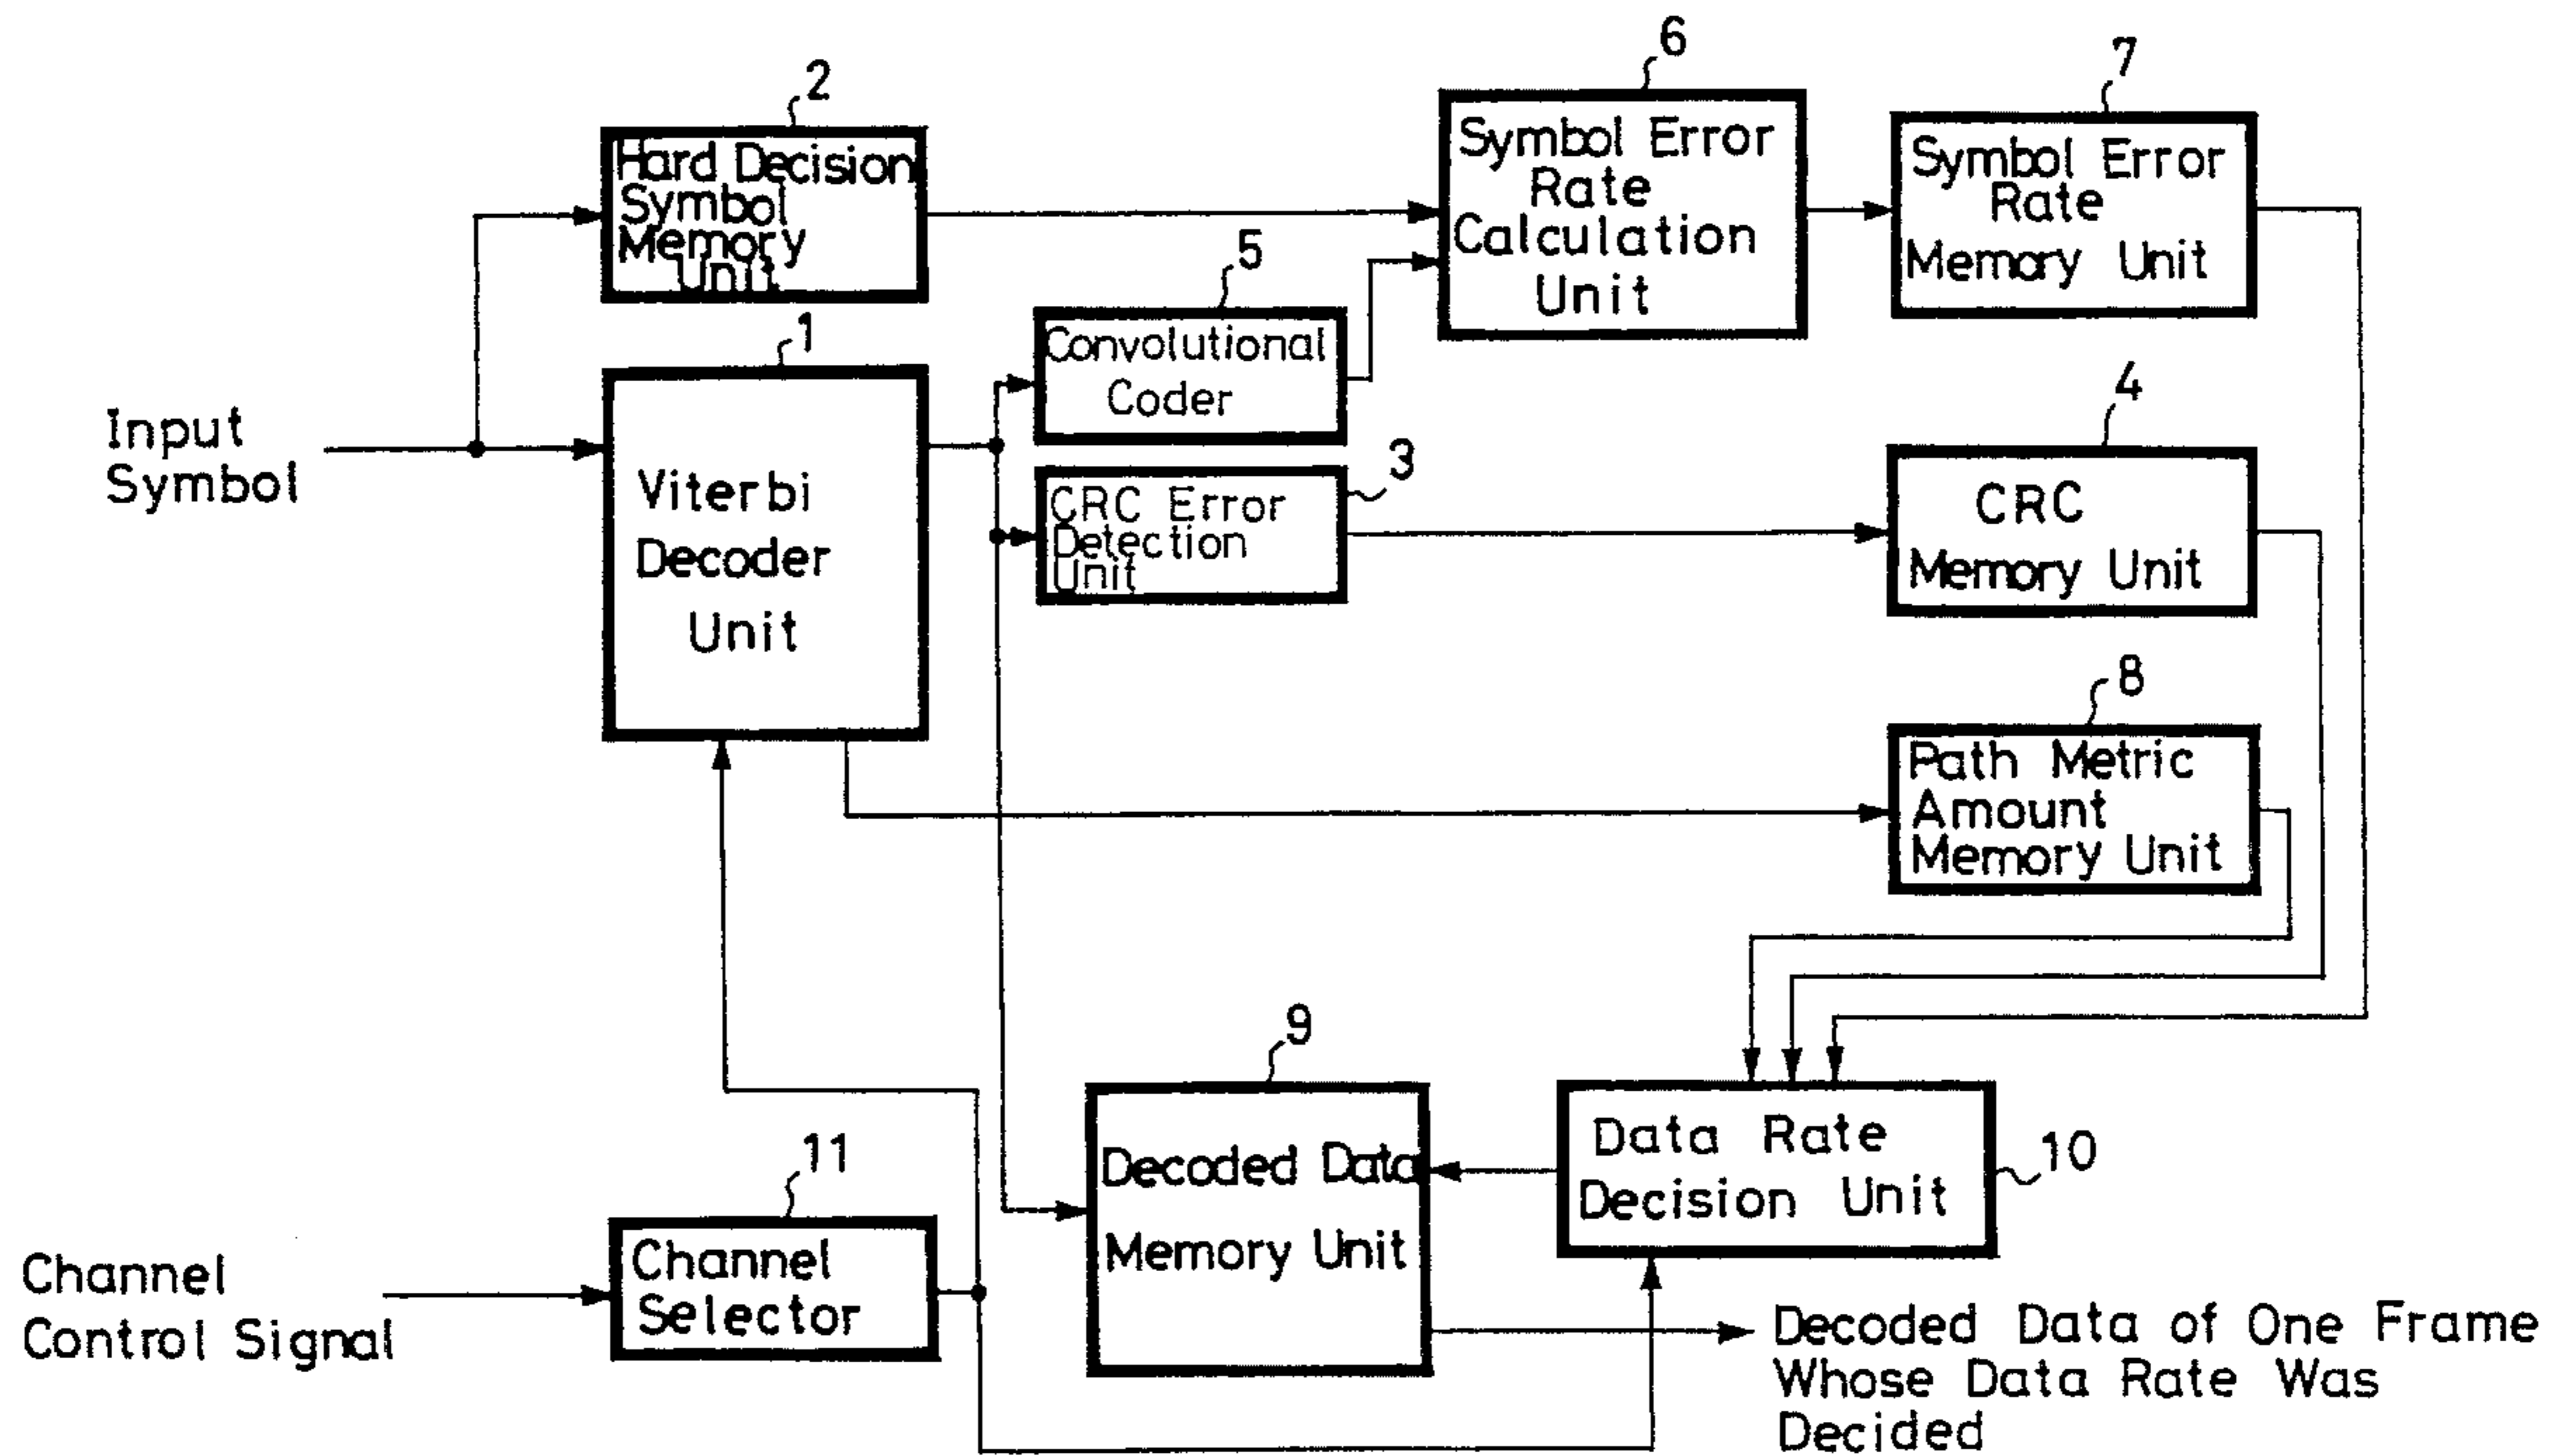 2
Hard Decision
Symbol
Memory
Unit
6
Symbol Error
Rate
Calculation
Unit
7
Symbol Error
Rate
Memory Unit
5
Convolutional
Coder
1
Viterbi
Decoder
Unit
Input
Symbol
3
CRC Error
Detection
Unit
4
CRC
Memory Unit
8
Path Metric
Amount
Memory Unit
9
Decoded Data
Memory Unit
Data Rate
Decision Unit
10
11
Channel
Selector
Channel
Control Signal
Decoded Data of One Frame
Whose Data Rate Was
Decided